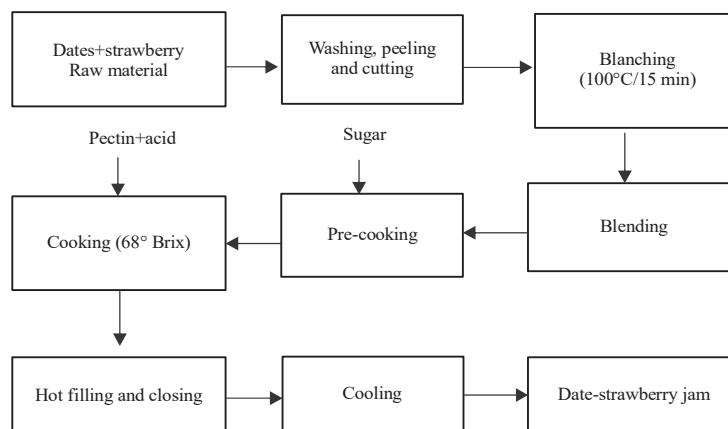 Dates+strawberry
Raw material
Washing, peeling
and cutting
Blanching
(100°C/15 min)
Pectin+acid
Sugar
Cooking (68° Brix)
Pre-cooking
Blending
Hot filling and closing
Cooling
Date-strawberry jam